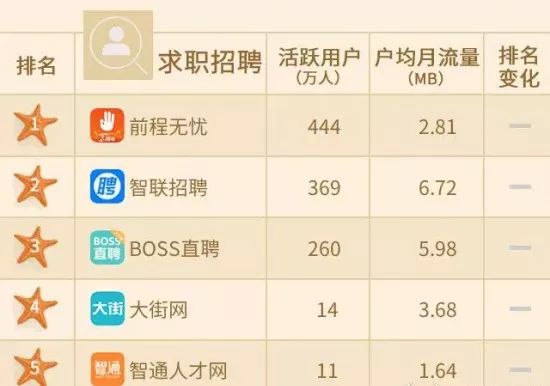 排名 求职招聘 活跃用户(万人) 户均月流量(MB) 排名变化
1 前程无忧 444 2.81 —
2 聘 智联招聘 369 6.72 —
3 BOSS直聘 BOSS直聘 260 5.98 —
4 大街 大街网 14 3.68 —
5 智通 智通人才网 11 1.64 —